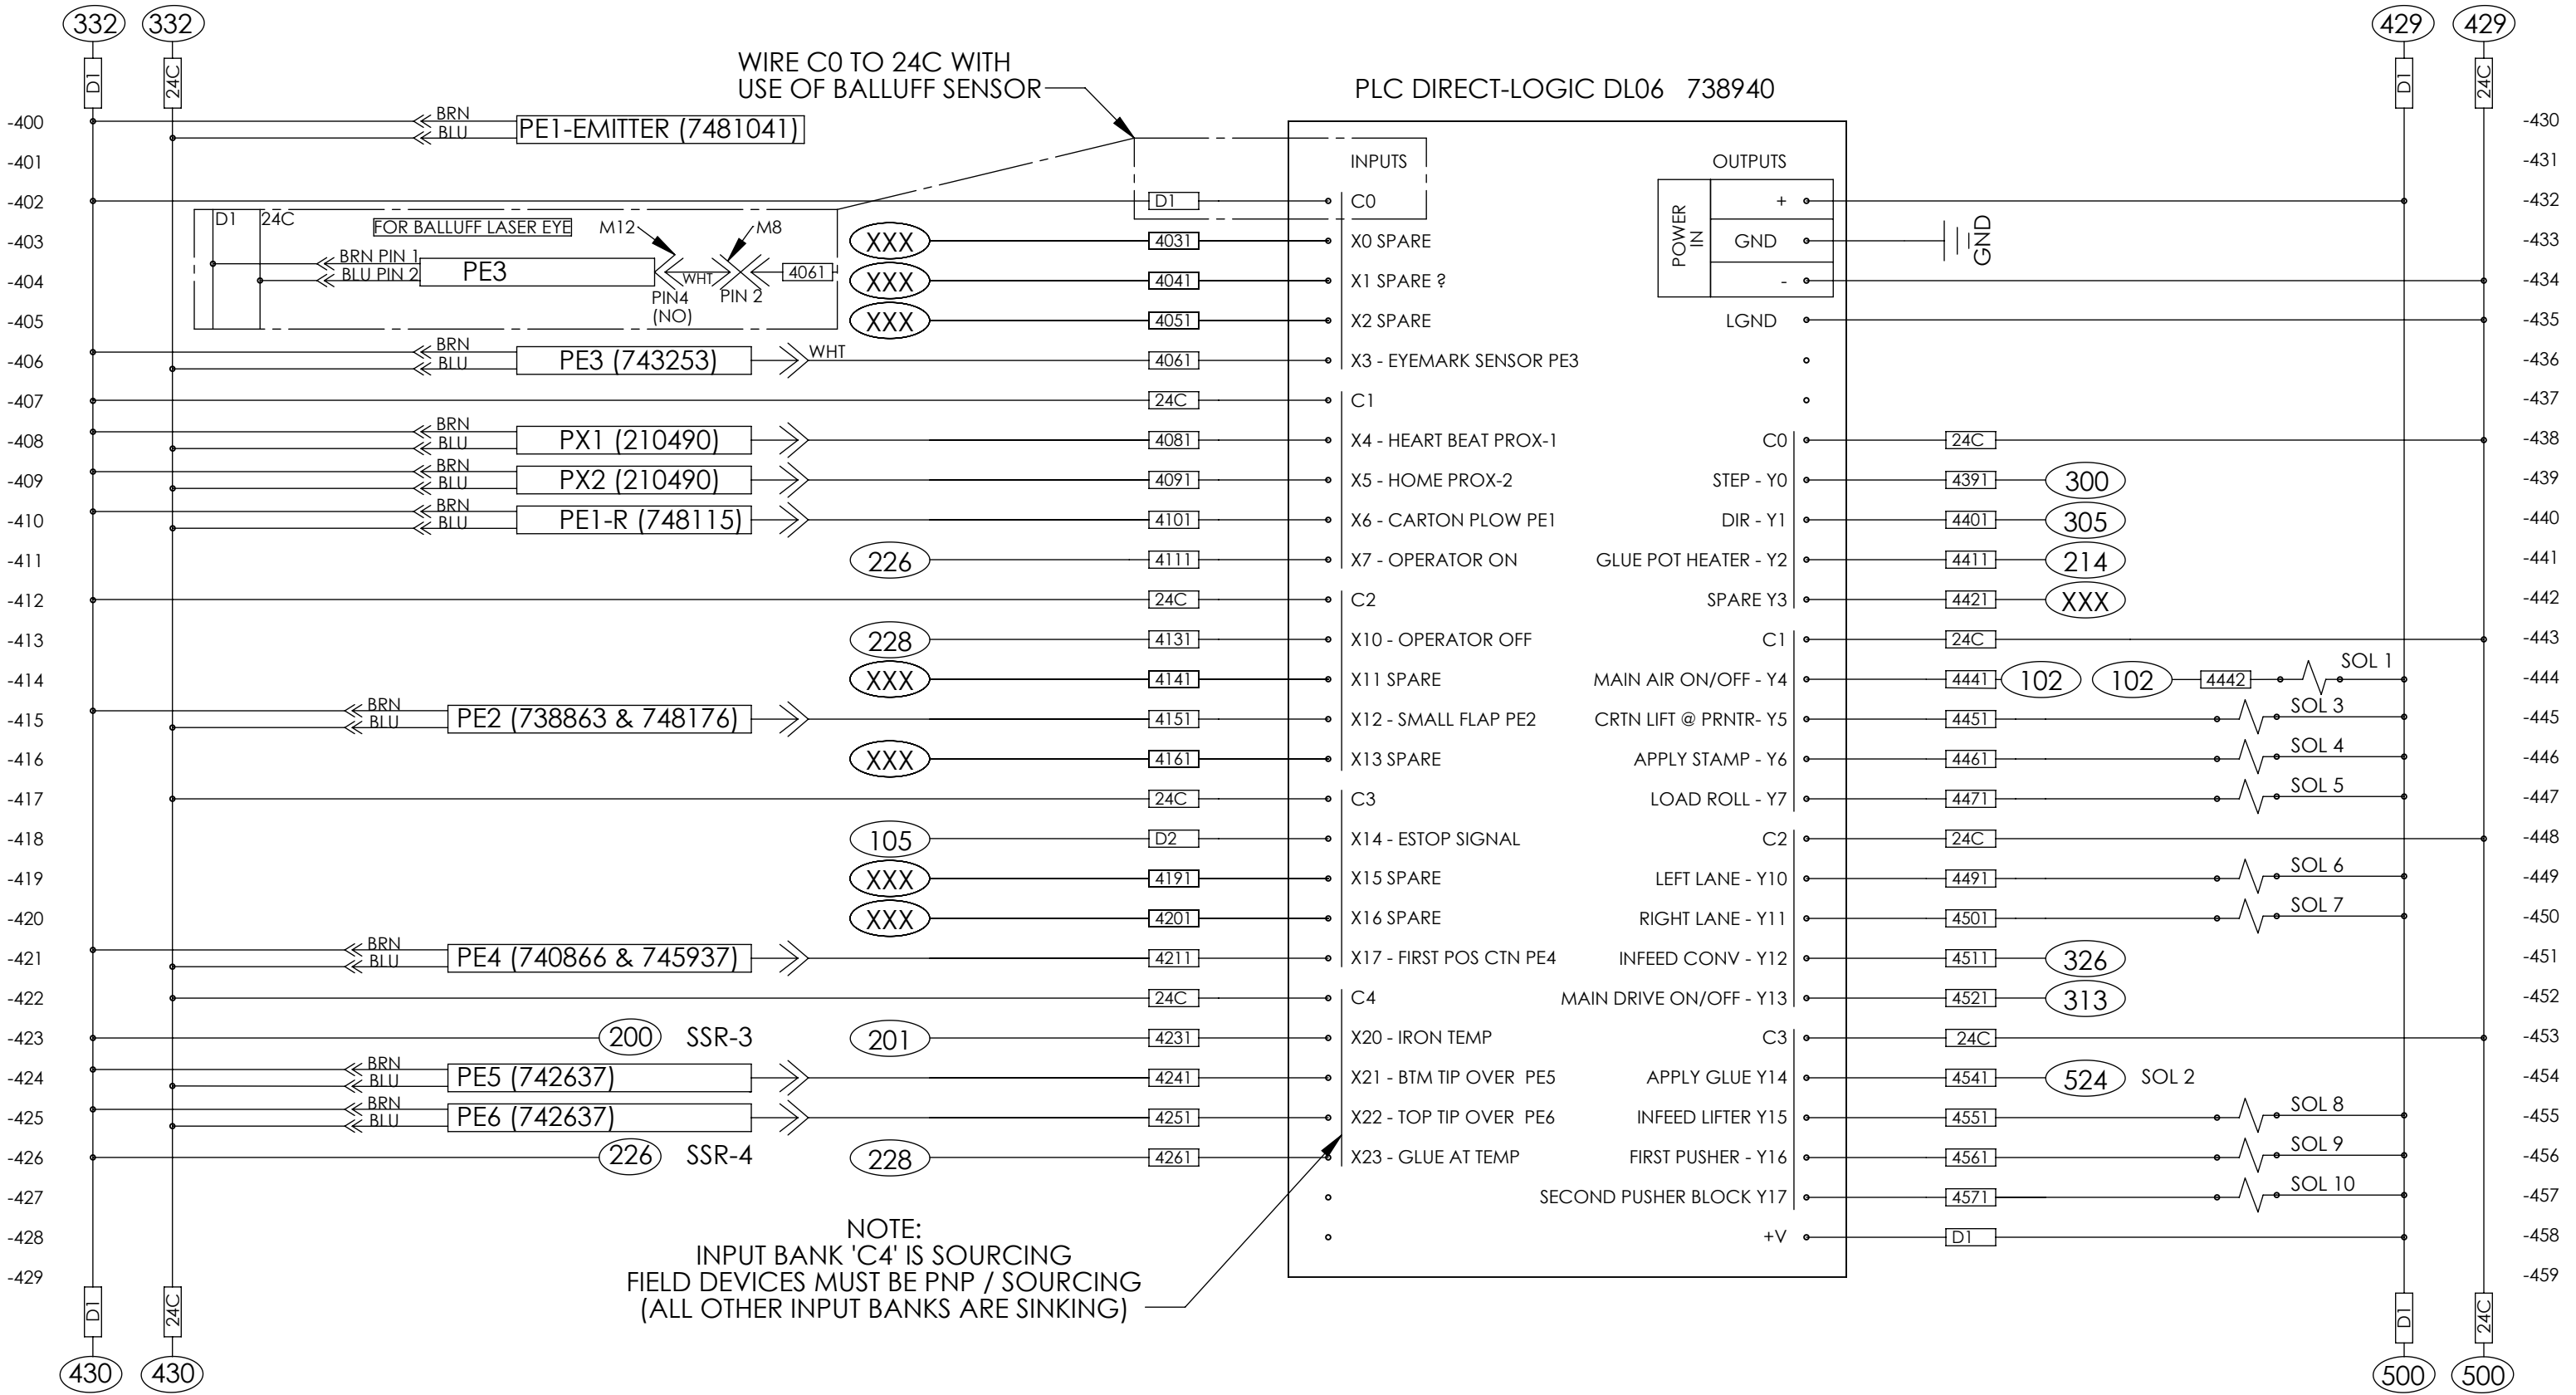 332 332 429 429
D1 24C D1 24C
WIRE C0 TO 24C WITH
USE OF BALLUFF SENSOR
PLC DIRECT-LOGIC DL06 738940
-400 BRN BLU PE1-EMITTER (7481041) -430
-401 INPUTS OUTPUTS -431
-402 D1 C0 + -432
POWER IN
D1 24C FOR BALLUFF LASER EYE M12 M8
-403 XXX 4031 X0 SPARE GND GND -433
BRN PIN 1
BLU PIN 2
PE3 WHT 4061
PIN4
(NO)
PIN 2
-404 XXX 4041 X1 SPARE ? - -434
-405 XXX 4051 X2 SPARE LGND -435
-406 BRN BLU PE3 (743253) WHT 4061 X3 - EYEMARK SENSOR PE3 -436
-407 24C C1 -437
-408 BRN BLU PX1 (210490) 4081 X4 - HEART BEAT PROX-1 C0 24C -438
-409 BRN BLU PX2 (210490) 4091 X5 - HOME PROX-2 STEP - Y0 4391 300 -439
-410 BRN BLU PE1-R (748115) 4101 X6 - CARTON PLOW PE1 DIR - Y1 4401 305 -440
-411 226 4111 X7 - OPERATOR ON GLUE POT HEATER - Y2 4411 214 -441
-412 24C C2 SPARE Y3 4421 XXX -442
-413 228 4131 X10 - OPERATOR OFF C1 24C -443
-414 XXX 4141 X11 SPARE MAIN AIR ON/OFF - Y4 4441 102 102 4442 SOL 1 -444
-415 BRN BLU PE2 (738863 & 748176) 4151 X12 - SMALL FLAP PE2 CRTN LIFT @ PRNTR- Y5 4451 SOL 3 -445
-416 XXX 4161 X13 SPARE APPLY STAMP - Y6 4461 SOL 4 -446
-417 24C C3 LOAD ROLL - Y7 4471 SOL 5 -447
-418 105 D2 X14 - ESTOP SIGNAL C2 24C -448
-419 XXX 4191 X15 SPARE LEFT LANE - Y10 4491 SOL 6 -449
-420 XXX 4201 X16 SPARE RIGHT LANE - Y11 4501 SOL 7 -450
-421 BRN BLU PE4 (740866 & 745937) 4211 X17 - FIRST POS CTN PE4 INFEED CONV - Y12 4511 326 -451
-422 24C C4 MAIN DRIVE ON/OFF - Y13 4521 313 -452
-423 200 SSR-3 201 4231 X20 - IRON TEMP C3 24C -453
-424 BRN BLU PE5 (742637) 4241 X21 - BTM TIP OVER PE5 APPLY GLUE Y14 4541 524 SOL 2 -454
-425 BRN BLU PE6 (742637) 4251 X22 - TOP TIP OVER PE6 INFEED LIFTER Y15 4551 SOL 8 -455
-426 226 SSR-4 228 4261 X23 - GLUE AT TEMP FIRST PUSHER - Y16 4561 SOL 9 -456
-427 SECOND PUSHER BLOCK Y17 4571 SOL 10 -457
-428 +V D1 -458
-429 -459
NOTE:
INPUT BANK 'C4' IS SOURCING
FIELD DEVICES MUST BE PNP / SOURCING
(ALL OTHER INPUT BANKS ARE SINKING)
D1 24C D1 24C
430 430 500 500